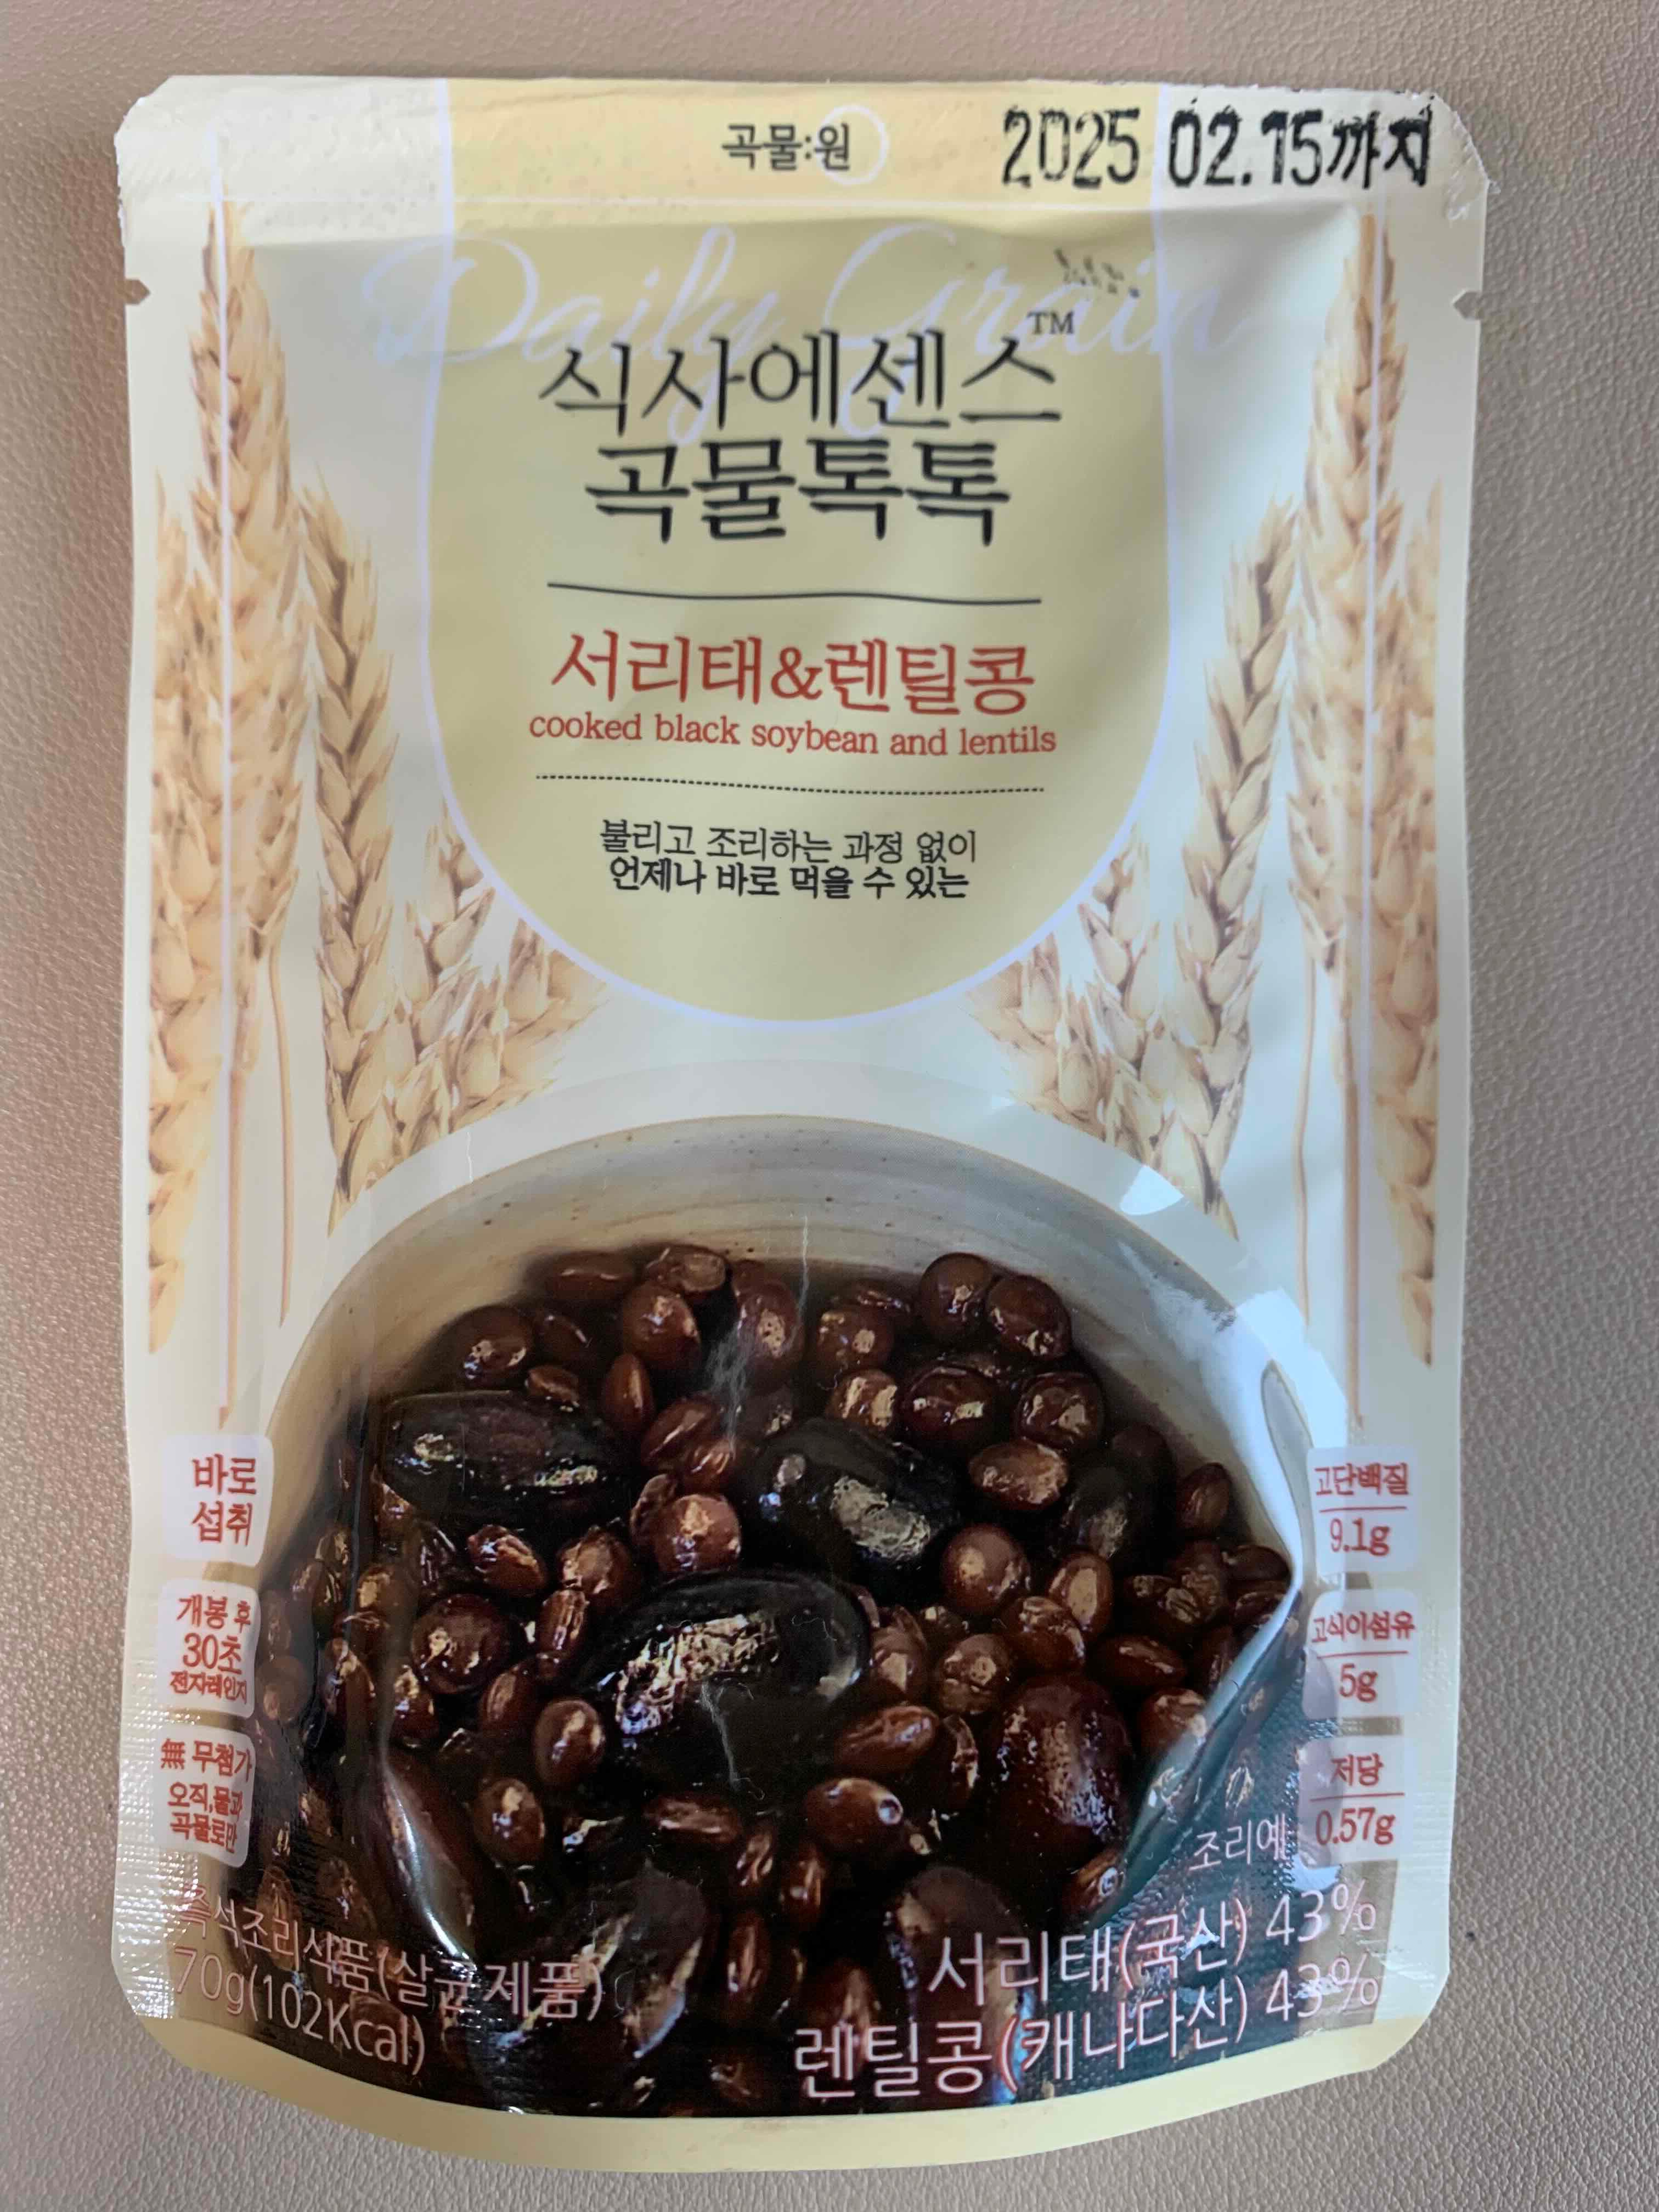 곡물:원
2025 02.15까지
Daily Grain
식사에센스™
곡물톡톡
서리태&렌틸콩
cooked black soybean and lentils
불리고 조리하는 과정 없이
언제나 바로 먹을 수 있는
바로
섭취
개봉 후
30초
전자레인지
無 무첨가
오직,물과
곡물로만
고단백질
9.1g
고식이섬유
5g
저당
0.57g
조리예
즉석조리식품(살균제품)
70g(102Kcal)
서리태(국산) 43%
렌틸콩(캐나다산) 43%